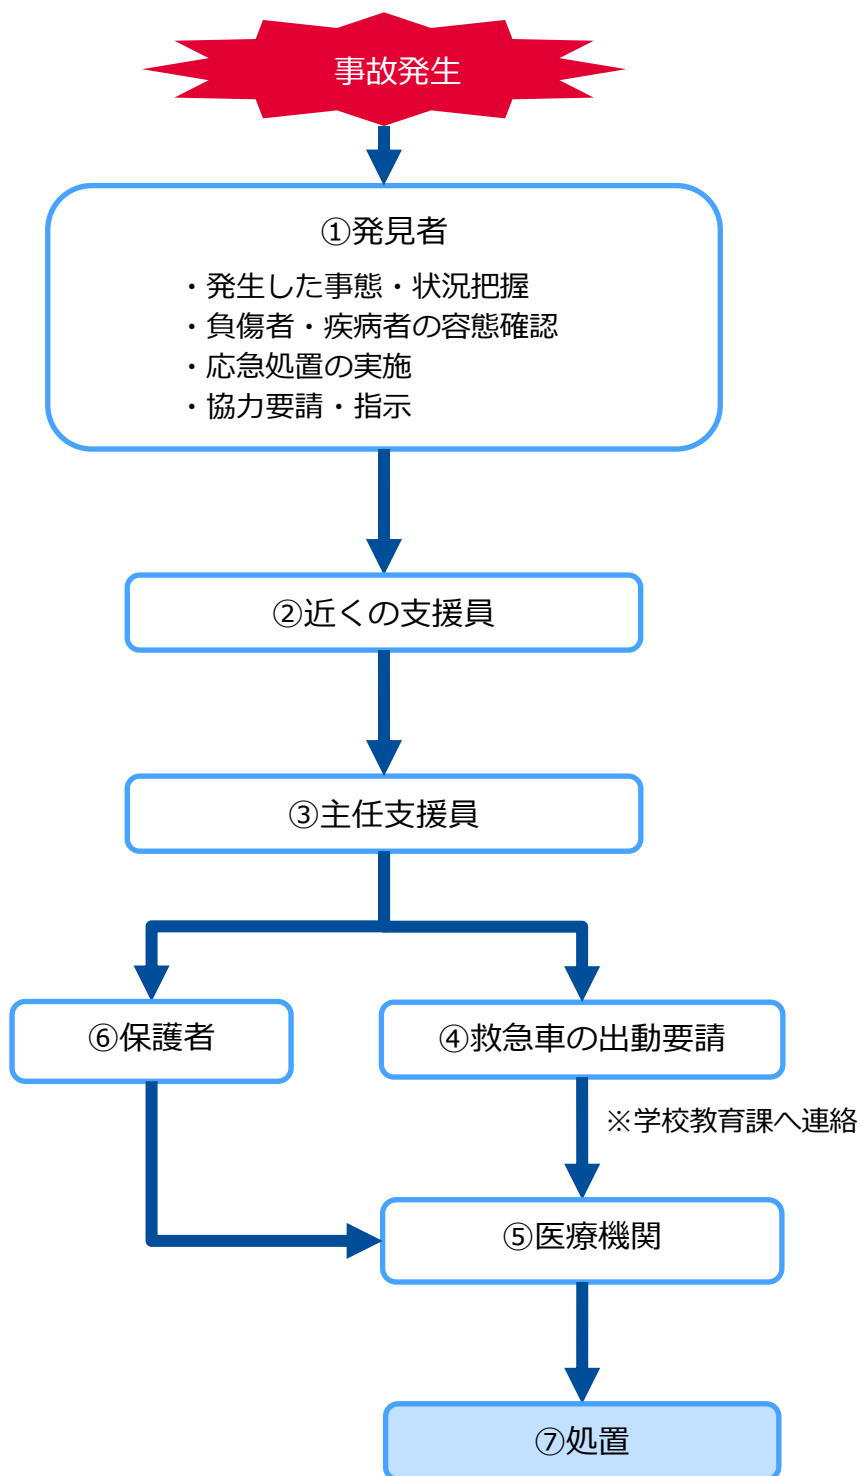 事故発生
①発見者
・発生した事態・状況把握
・負傷者・疾病者の容態確認
・応急処置の実施
・協力要請・指示
②近くの支援員
③主任支援員
⑥保護者
④救急車の出動要請
※学校教育課へ連絡
⑤医療機関
⑦処置